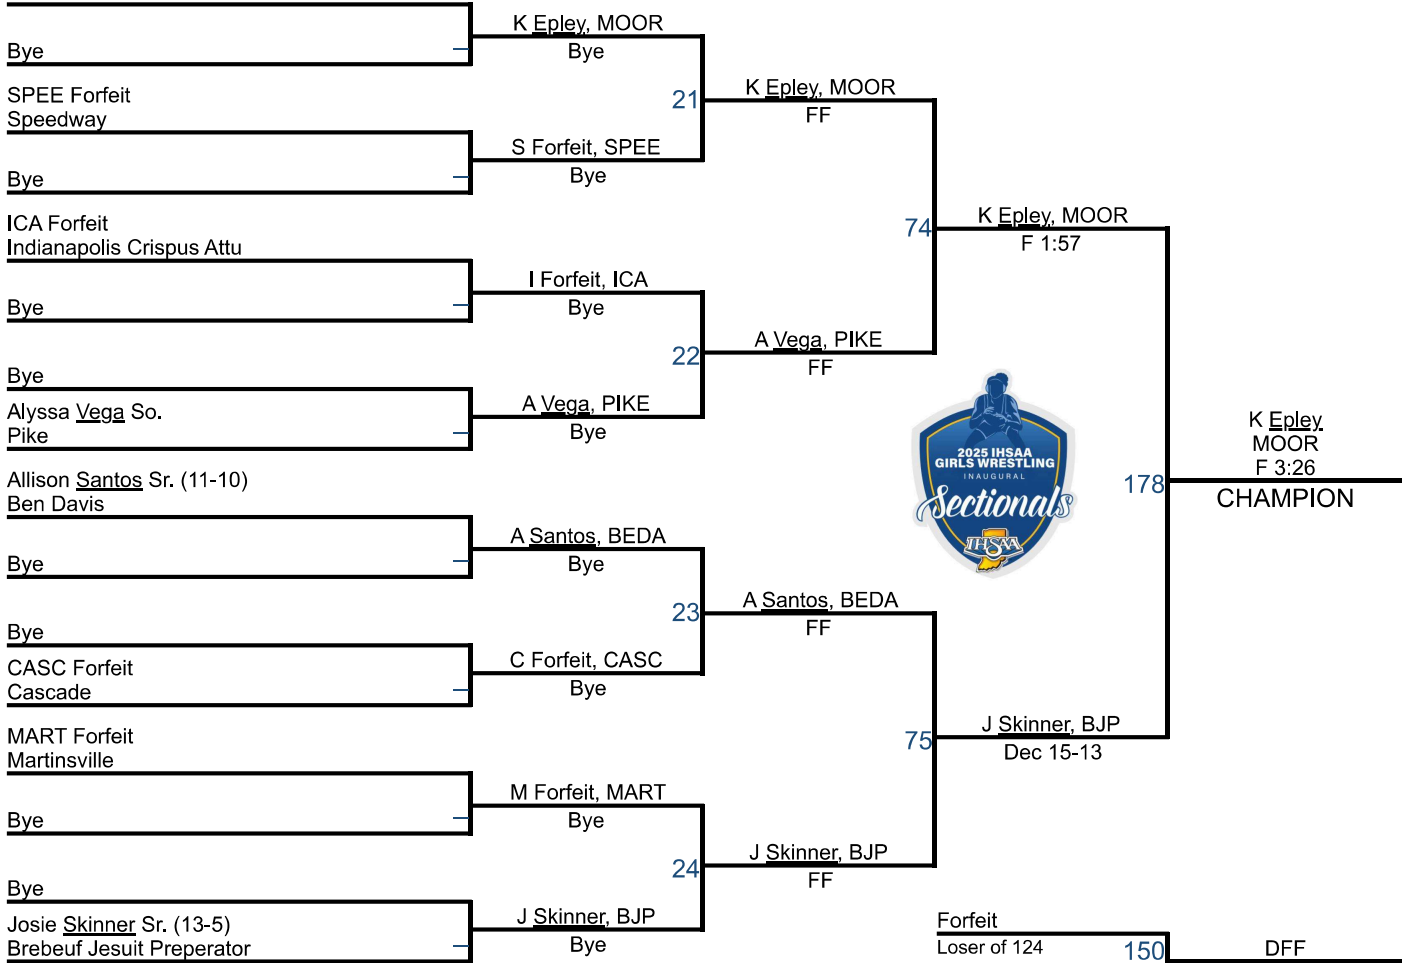 K Epley, MOOR
Bye
Bye
SPEE Forfeit
Speedway
21
K Epley, MOOR
FF
S Forfeit, SPEE
Bye
Bye
ICA Forfeit
Indianapolis Crispus Attu
74
K Epley, MOOR
F 1:57
I Forfeit, ICA
Bye
Bye
22
A Vega, PIKE
FF
Bye
Alyssa Vega So.
Pike
A Vega, PIKE
Bye
2025 IHSAA
GIRLS WRESTLING
INAUGURAL
Sectionals
IHSAA
178
K Epley
MOOR
F 3:26
CHAMPION
Allison Santos Sr. (11-10)
Ben Davis
A Santos, BEDA
Bye
Bye
23
A Santos, BEDA
FF
Bye
CASC Forfeit
Cascade
C Forfeit, CASC
Bye
75
J Skinner, BJP
Dec 15-13
MART Forfeit
Martinsville
M Forfeit, MART
Bye
Bye
24
J Skinner, BJP
FF
Bye
Josie Skinner Sr. (13-5)
Brebeuf Jesuit Preperator
J Skinner, BJP
Bye
Forfeit
Loser of 124
150
DFF